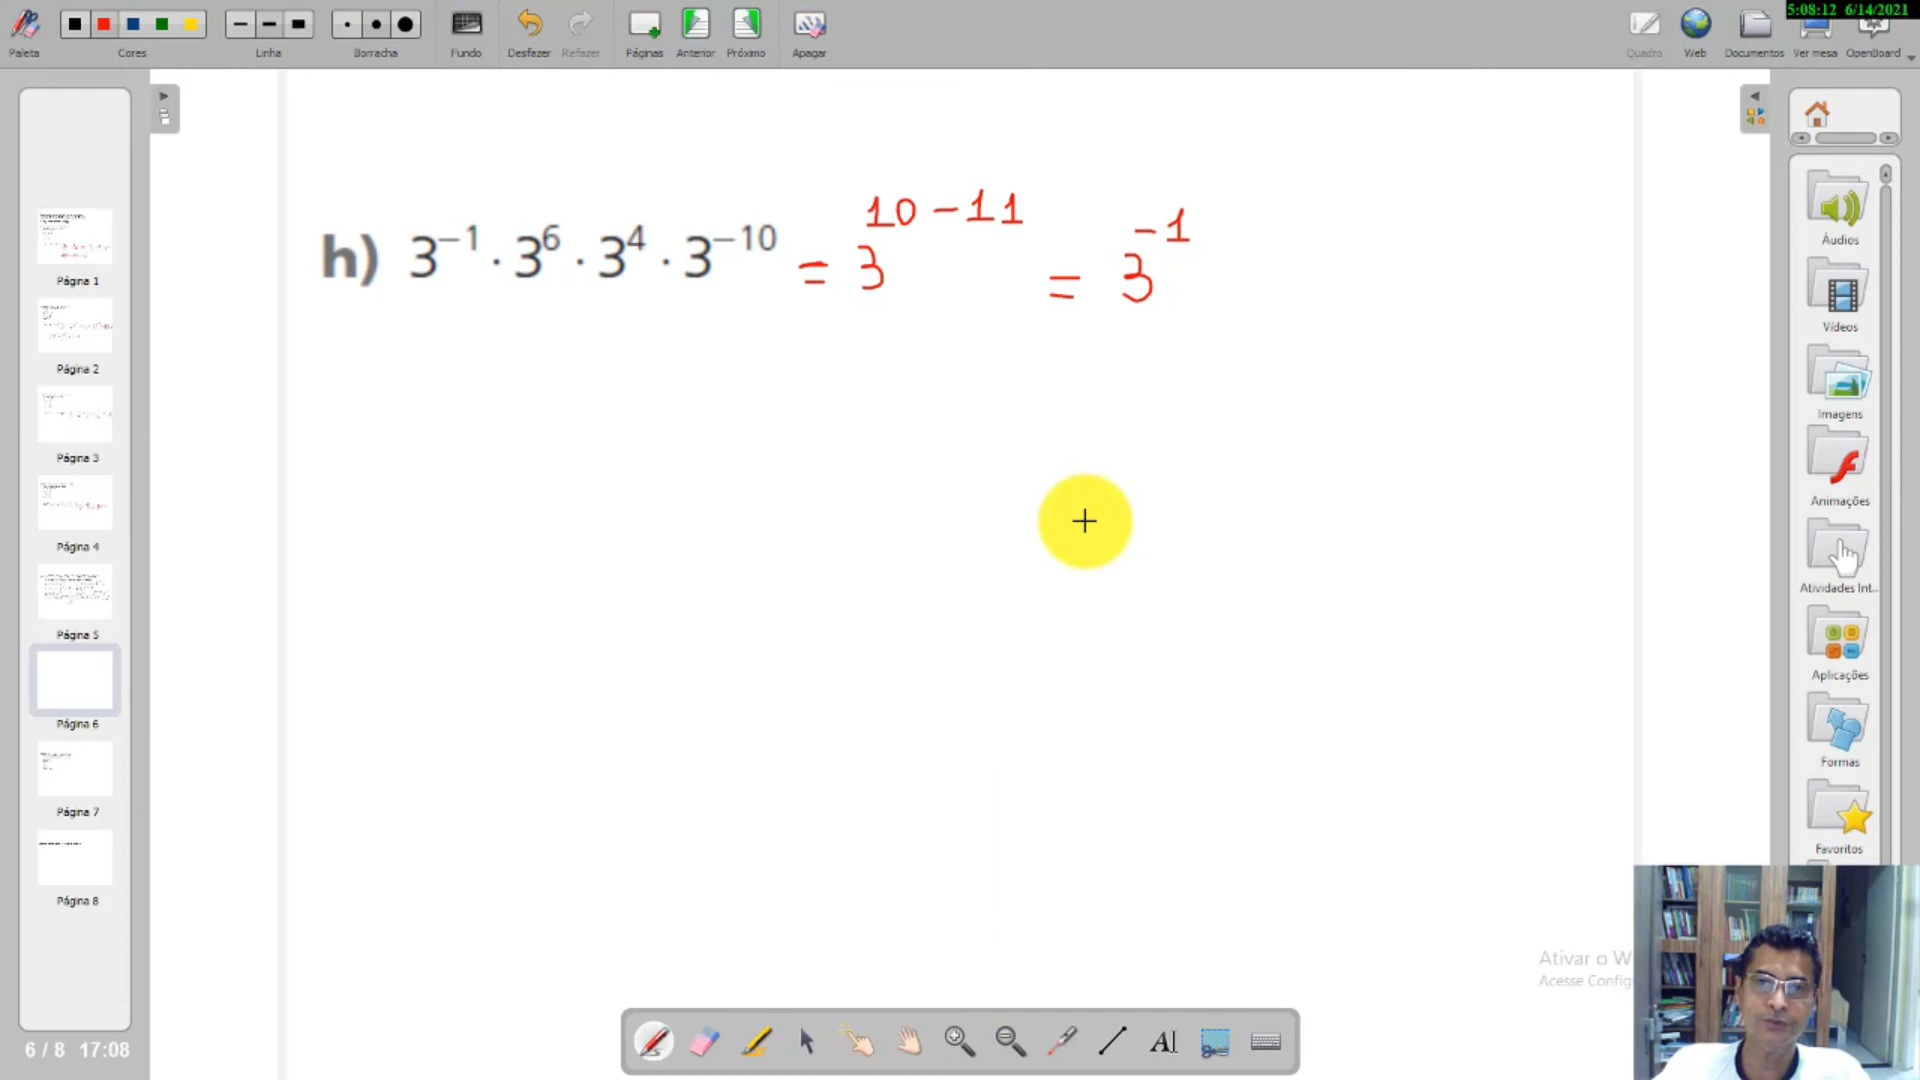 5:08:12 6/14/2021
Paleta
Cores
Linha
Borracha
Fundo
Desfazer
Refazer
Páginas
Anterior
Próximo
Apagar
Quadro
Web
Documentos
Ver mesa
OpenBoard
h) 3⁻¹ · 3⁶ · 3⁴ · 3⁻¹⁰ = 3¹⁰⁻¹¹ = 3⁻¹
Página 1
Página 2
Página 3
Página 4
Página 5
Página 6
Página 7
Página 8
6 / 8 17:08
Áudios
Vídeos
Imagens
Animações
Atividades Int...
Aplicações
Formas
Favoritos
Ativar o W
Acesse Config
AI